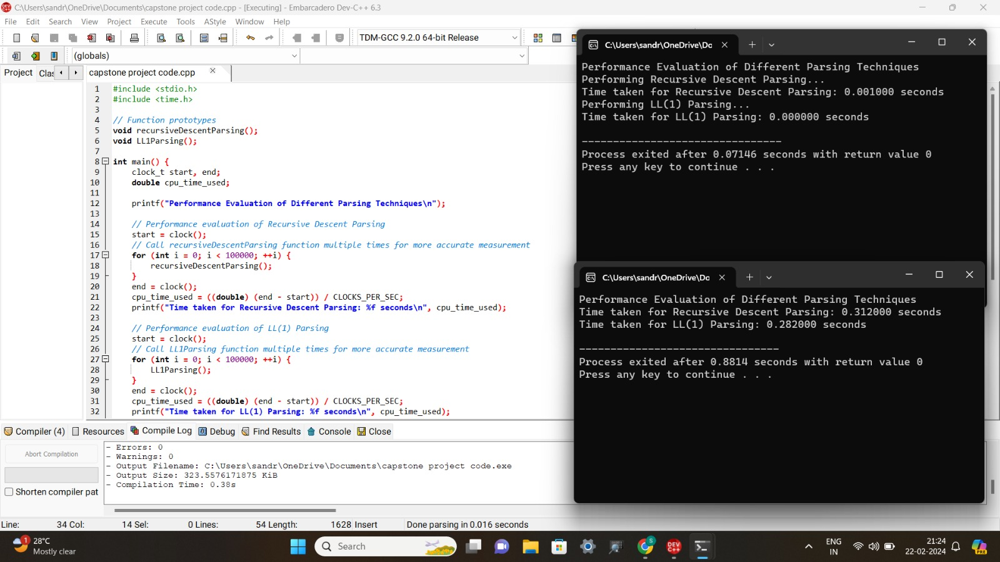 C:\Users\sandr\OneDrive\Documents\capstone project code.cpp - [Executing] - Embarcadero Dev-C++ 6.3
File Edit Search View Project Execute Tools AStyle Window Help
TDM-GCC 9.2.0 64-bit Release
(globals)
Project Clas capstone project code.cpp
1 #include <stdio.h>
2 #include <time.h>
3
4 // Function prototypes
5 void recursiveDescentParsing();
6 void LL1Parsing();
7
8 int main() {
9 clock_t start, end;
10 double cpu_time_used;
11
12 printf("Performance Evaluation of Different Parsing Techniques\n");
13
14 // Performance evaluation of Recursive Descent Parsing
15 start = clock();
16 // Call recursiveDescentParsing function multiple times for more accurate measurement
17 for (int i = 0; i < 100000; ++i) {
18 recursiveDescentParsing();
19 }
20 end = clock();
21 cpu_time_used = ((double) (end - start)) / CLOCKS_PER_SEC;
22 printf("Time taken for Recursive Descent Parsing: %f seconds\n", cpu_time_used);
23
24 // Performance evaluation of LL(1) Parsing
25 start = clock();
26 // Call LL1Parsing function multiple times for more accurate measurement
27 for (int i = 0; i < 100000; ++i) {
28 LL1Parsing();
29 }
30 end = clock();
31 cpu_time_used = ((double) (end - start)) / CLOCKS_PER_SEC;
32 printf("Time taken for LL(1) Parsing: %f seconds\n", cpu_time_used);
C:\Users\sandr\OneDrive\Do
Performance Evaluation of Different Parsing Techniques
Performing Recursive Descent Parsing...
Time taken for Recursive Descent Parsing: 0.001000 seconds
Performing LL(1) Parsing...
Time taken for LL(1) Parsing: 0.000000 seconds
--------------------------------
Process exited after 0.07146 seconds with return value 0
Press any key to continue . . .
C:\Users\sandr\OneDrive\Do
Performance Evaluation of Different Parsing Techniques
Time taken for Recursive Descent Parsing: 0.312000 seconds
Time taken for LL(1) Parsing: 0.282000 seconds
--------------------------------
Process exited after 0.8814 seconds with return value 0
Press any key to continue . . .
Compiler (4) Resources Compile Log Debug Find Results Console Close
Abort Compilation
Shorten compiler pat
- Errors: 0
- Warnings: 0
- Output Filename: C:\Users\sandr\OneDrive\Documents\capstone project code.exe
- Output Size: 323.5576171875 KiB
- Compilation Time: 0.38s
Line: 34 Col: 14 Sel: 0 Lines: 54 Length: 1628 Insert Done parsing in 0.016 seconds
1 28°C
Mostly clear
Search
S
DEV C++
ENG
IN
21:24
22-02-2024
PRE